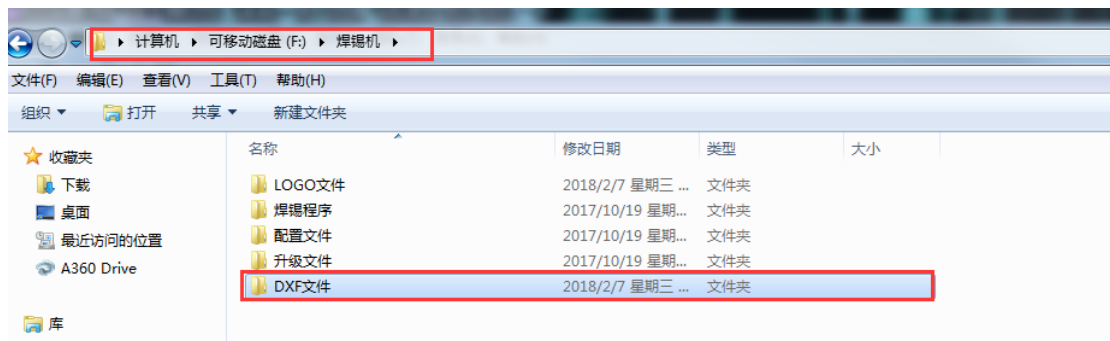 计算机 ▸ 可移动磁盘 (F:) ▸ 焊锡机 ▸
文件(F) 编辑(E) 查看(V) 工具(T) 帮助(H)
组织 打开 共享 新建文件夹
收藏夹
下载
桌面
最近访问的位置
A360 Drive
库
名称 修改日期 类型 大小
LOGO文件 2018/2/7 星期三 ... 文件夹
焊锡程序 2017/10/19 星期... 文件夹
配置文件 2017/10/19 星期... 文件夹
升级文件 2017/10/19 星期... 文件夹
DXF文件 2018/2/7 星期三 ... 文件夹